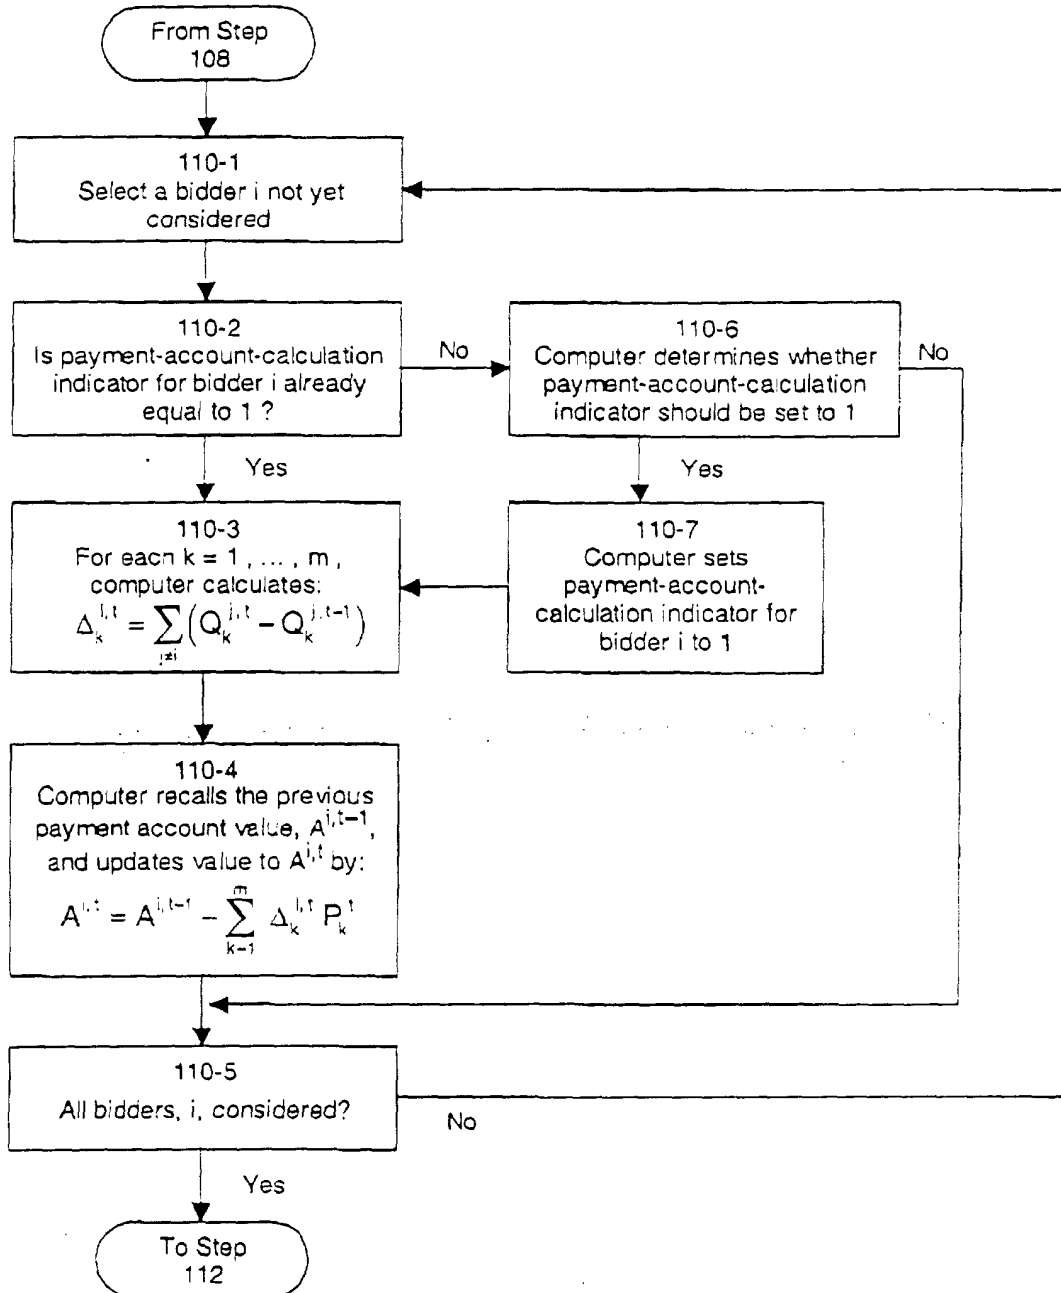 From Step
108
110-1
Select a bidder i not yet
considered
110-2
Is payment-account-calculation
indicator for bidder i already
equal to 1 ?
No
110-6
Computer determines whether
payment-account-calculation
indicator should be set to 1
No
Yes
Yes
110-3
For each k = 1 , ... , m ,
computer calculates:
Δ_k^{i,t} = ∑_{j≠i} (Q_k^{j,t} − Q_k^{j,t−1})
110-7
Computer sets
payment-account-
calculation indicator for
bidder i to 1
110-4
Computer recalls the previous
payment account value, A^{i,t−1},
and updates value to A^{i,t} by:
A^{i,t} = A^{i,t−1} − ∑_{k−1}^{m} Δ_k^{i,t} P_k^t
110-5
All bidders, i, considered?
No
Yes
To Step
112